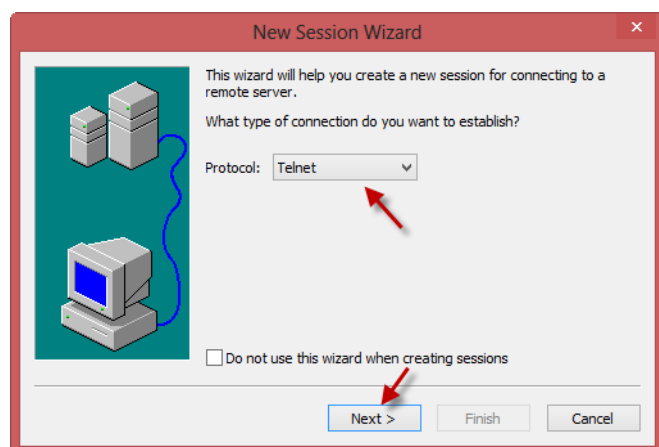 New Session Wizard
This wizard will help you create a new session for connecting to a
remote server.
What type of connection do you want to establish?
Protocol: Telnet
Do not use this wizard when creating sessions
Next > Finish Cancel